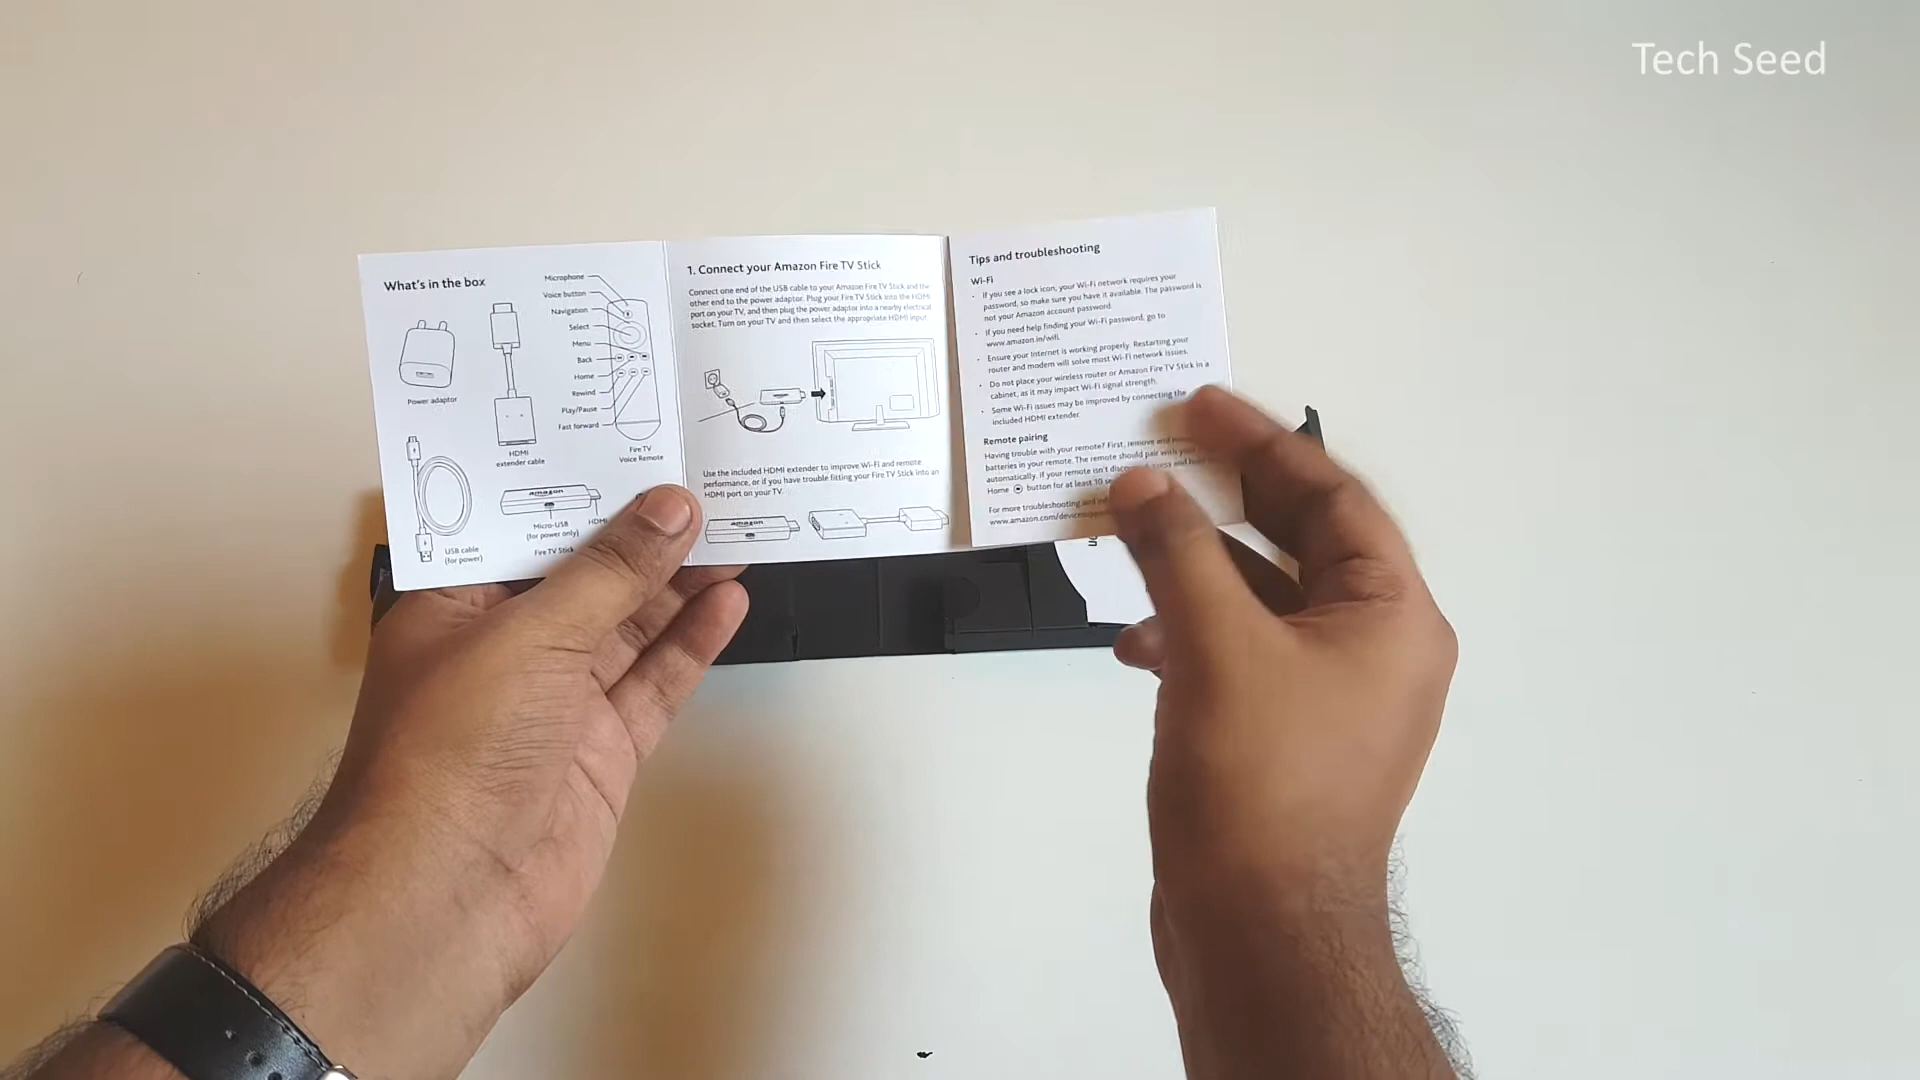 Tech Seed
What's in the box
Microphone
Voice button
Navigation
Select
Menu
Back
Home
Rewind
Play/Pause
Fast forward
Fire TV
Voice Remote
Power adaptor
HDMI
extender cable
USB cable
(for power)
amazon
Micro-USB
(for power only)
HDMI
Fire TV Stick
1. Connect your Amazon Fire TV Stick
Connect one end of the USB cable to your Amazon Fire TV Stick and the
other end to the power adaptor. Plug your Fire TV Stick into the HDMI
port on your TV, and then plug the power adaptor into a nearby electrical
socket. Turn on your TV and then select the appropriate HDMI input.
Use the included HDMI extender to improve Wi-Fi and remote
performance, or if you have trouble fitting your Fire TV Stick into an
HDMI port on your TV.
amazon
Tips and troubleshooting
Wi-Fi
• If you see a lock icon, your Wi-Fi network requires your
password, so make sure you have it available. The password is
not your Amazon account password.
• If you need help finding your Wi-Fi password, go to
www.amazon.in/wifi.
• Ensure your Internet is working properly. Restarting your
router and modem will solve most Wi-Fi network issues.
• Do not place your wireless router or Amazon Fire TV Stick in a
cabinet, as it may impact Wi-Fi signal strength.
• Some Wi-Fi issues may be improved by connecting the
included HDMI extender.
Remote pairing
Having trouble with your remote? First, remove and
batteries in your remote. The remote should pair with your
automatically. If your remote isn't press and
Home button for at least 10
For more troubleshooting and
www.amazon.com/devicesupport